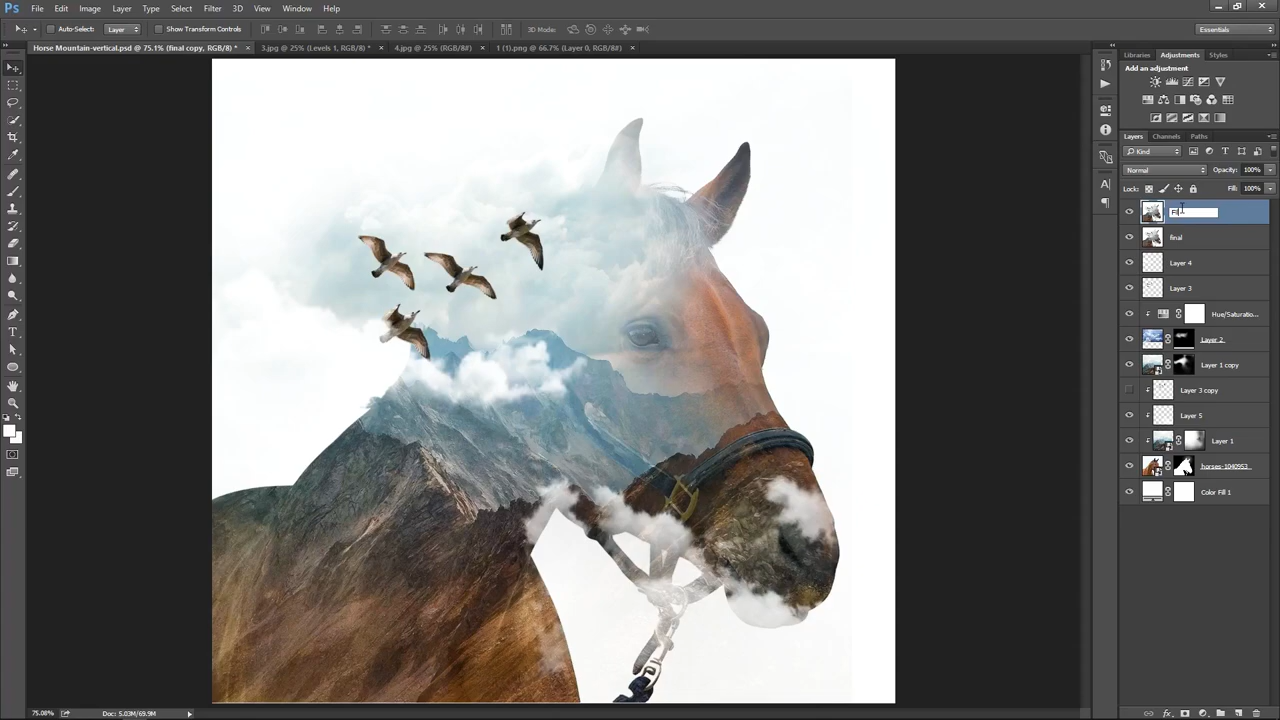 Ps File Edit Image Layer Type Select Filter 3D View Window Help
Auto-Select: Layer Show Transform Controls 3D Mode: Essentials
Horse Mountain-vertical.psd @ 75.1% (final copy, RGB/8) * × 3.jpg @ 25% (Levels 1, RGB/8) * × 4.jpg @ 25% (RGB/8#) × 1 (1).png @ 66.7% (Layer 0, RGB/8#) ×
Libraries Adjustments Styles
Add an adjustment
Layers Channels Paths
Kind
Normal Opacity: 100%
Lock: Fill: 100%
final
Layer 4
Layer 3
Hue/Saturatio...
Layer 2
Layer 1 copy
Layer 3 copy
Layer 5
Layer 1
horses-1040953
Color Fill 1
75.08% Doc: 5.03M/69.9M